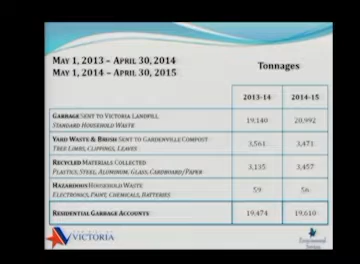 MAY 1, 2013 – APRIL 30, 2014
MAY 1, 2014 – APRIL 30, 2015
Tonnages
2013-14 2014-15
GARBAGE SENT TO VICTORIA LANDFILL
STANDARD HOUSEHOLD WASTE
19,140 20,992
YARD WASTE & BRUSH SENT TO GARDENVILLE COMPOST
TREE LIMBS, CLIPPINGS, LEAVES
3,561 3,471
RECYCLED MATERIALS COLLECTED
PLASTICS, STEEL, ALUMINUM, GLASS, CARDBOARD/PAPER
3,135 3,457
HAZARDOUS HOUSEHOLD WASTE
ELECTRONICS, PAINT, CHEMICALS, BATTERIES
59 56
RESIDENTIAL GARBAGE ACCOUNTS
19,474 19,610
VICTORIA
Environmental Services